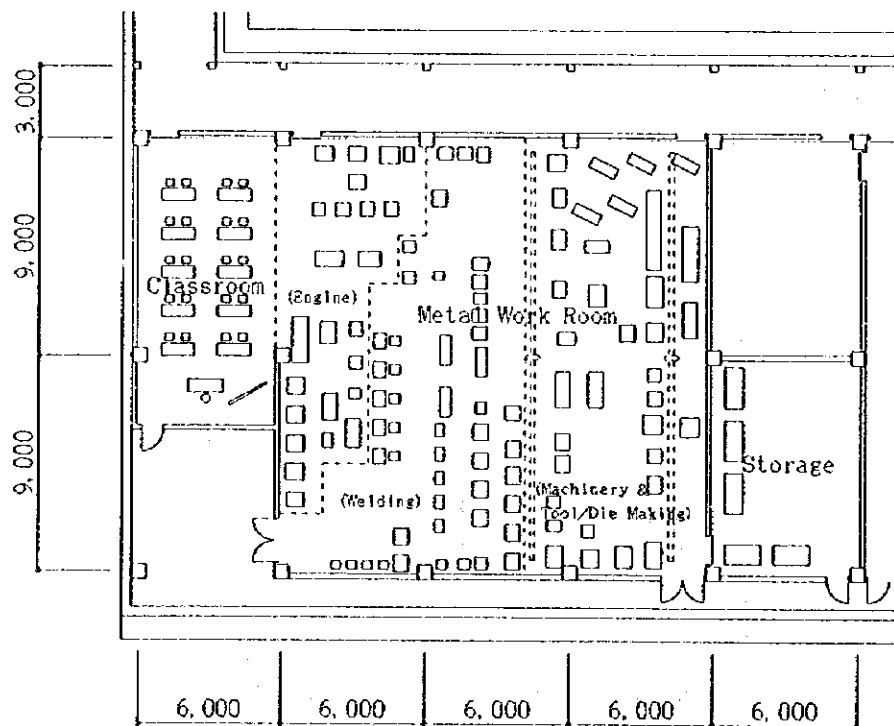 3.000
9.000
9.000
Classroom
(Engine)
Metal Work Room
(Welding)
(Machinery &
Tool/Die Making)
Storage
6,000
6,000
6,000
6,000
6,000